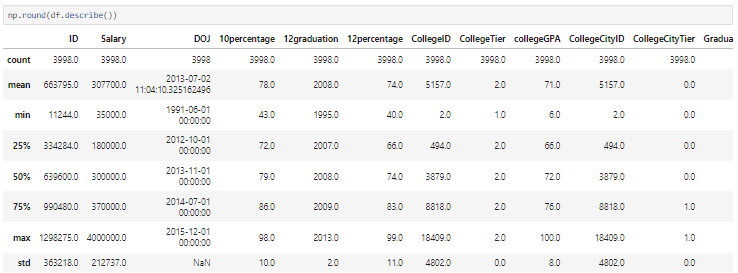 np.round(df.describe())
ID Salary DOJ 10percentage 12graduation 12percentage CollegeID CollegeTier collegeGPA CollegeCityID CollegeCityTier Gradua
count 3998.0 3998.0 3998 3998.0 3998.0 3998.0 3998.0 3998.0 3998.0 3998.0 3998.0
mean 663795.0 307700.0 2013-07-02 11:04:10.325162496 78.0 2008.0 74.0 5157.0 2.0 71.0 5157.0 0.0
min 11244.0 35000.0 1991-06-01 00:00:00 43.0 1995.0 40.0 2.0 1.0 6.0 2.0 0.0
25% 334284.0 180000.0 2012-10-01 00:00:00 72.0 2007.0 66.0 494.0 2.0 66.0 494.0 0.0
50% 639600.0 300000.0 2013-11-01 00:00:00 79.0 2008.0 74.0 3879.0 2.0 72.0 3879.0 0.0
75% 990480.0 370000.0 2014-07-01 00:00:00 86.0 2009.0 83.0 8818.0 2.0 76.0 8818.0 1.0
max 1298275.0 4000000.0 2015-12-01 00:00:00 98.0 2013.0 99.0 18409.0 2.0 100.0 18409.0 1.0
std 363218.0 212737.0 NaN 10.0 2.0 11.0 4802.0 0.0 8.0 4802.0 0.0